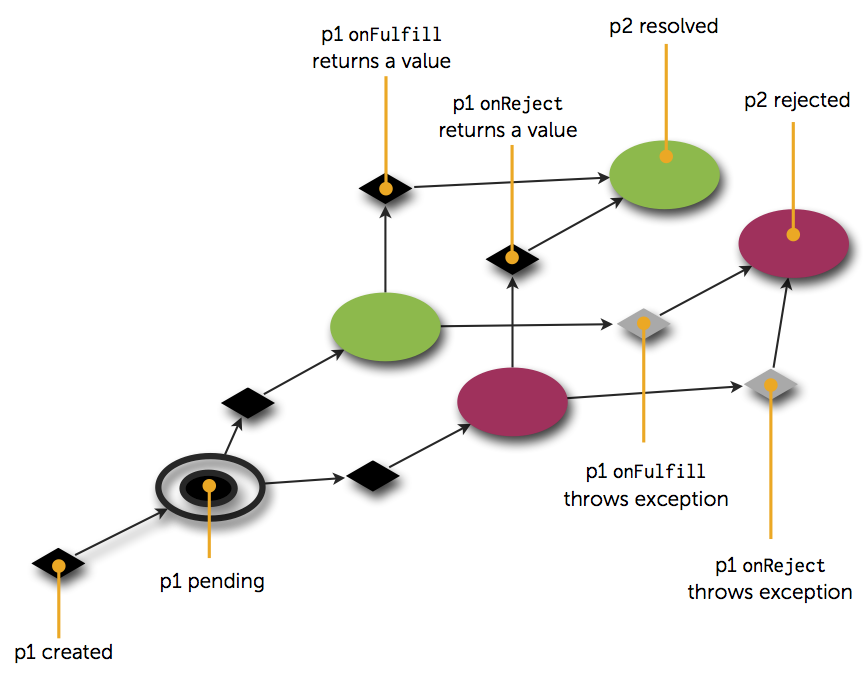 p1 onFulfill
returns a value
p2 resolved
p1 onReject
returns a value
p2 rejected
p1 onFulfill
throws exception
p1 onReject
throws exception
p1 pending
p1 created